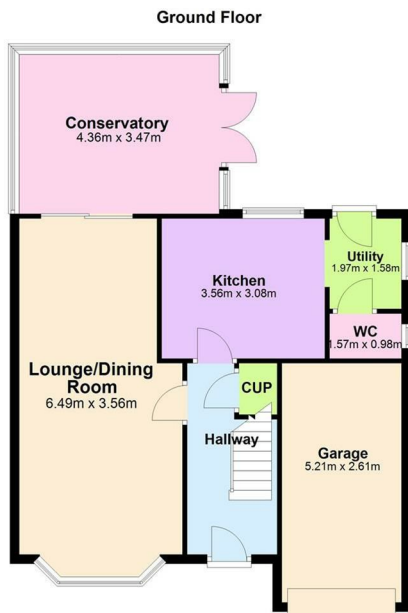 Ground Floor
Conservatory
4.36m x 3.47m
Utility
1.97m x 1.58m
Kitchen
3.56m x 3.08m
WC
1.57m x 0.98m
Lounge/Dining
Room
6.49m x 3.56m
CUP
Hallway
Garage
5.21m x 2.61m